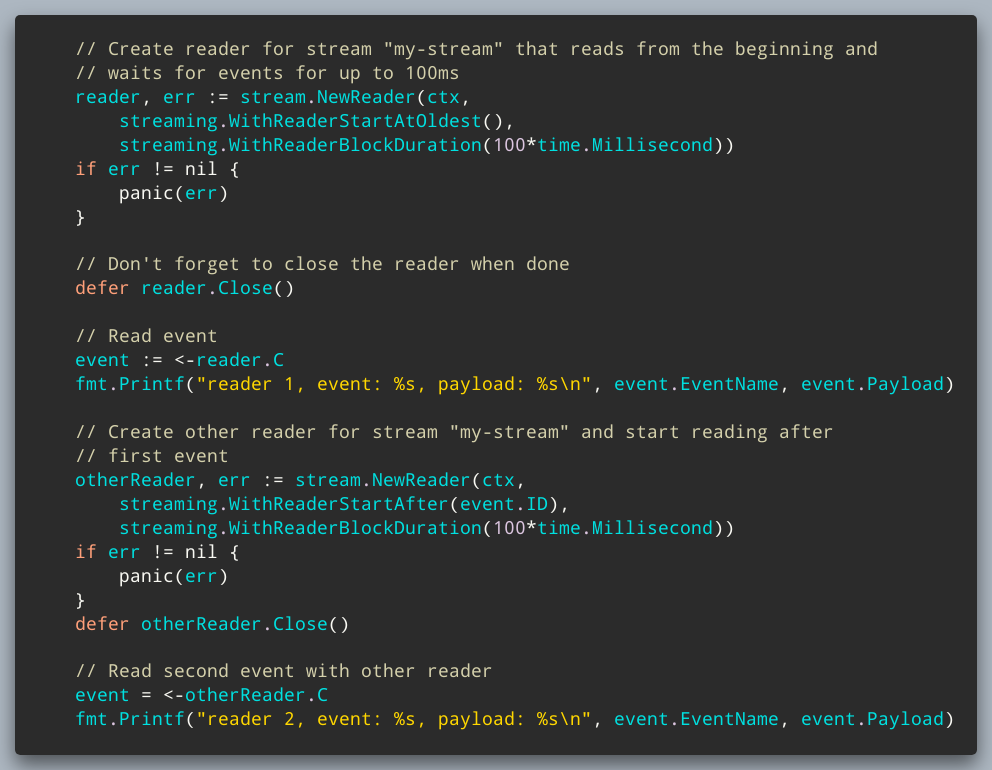 // Create reader for stream "my-stream" that reads from the beginning and
// waits for events for up to 100ms
reader, err := stream.NewReader(ctx,
    streaming.WithReaderStartAtOldest(),
    streaming.WithReaderBlockDuration(100*time.Millisecond))
if err != nil {
    panic(err)
}

// Don't forget to close the reader when done
defer reader.Close()

// Read event
event := <-reader.C
fmt.Printf("reader 1, event: %s, payload: %s\n", event.EventName, event.Payload)

// Create other reader for stream "my-stream" and start reading after
// first event
otherReader, err := stream.NewReader(ctx,
    streaming.WithReaderStartAfter(event.ID),
    streaming.WithReaderBlockDuration(100*time.Millisecond))
if err != nil {
    panic(err)
}
defer otherReader.Close()

// Read second event with other reader
event = <-otherReader.C
fmt.Printf("reader 2, event: %s, payload: %s\n", event.EventName, event.Payload)